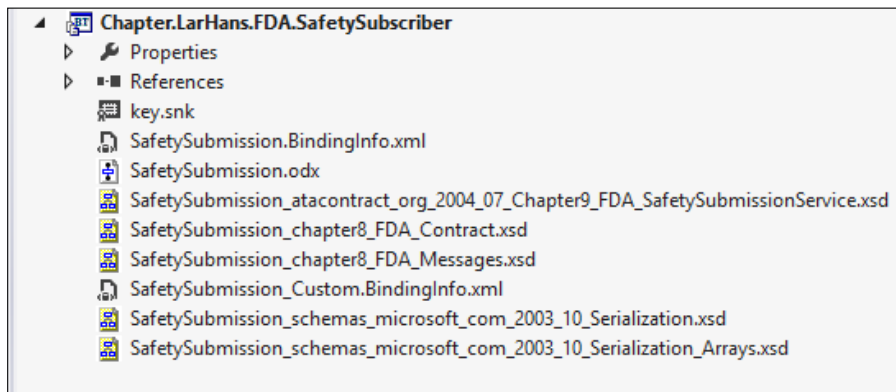 Chapter.LarHans.FDA.SafetySubscriber
Properties
References
key.snk
SafetySubmission.BindingInfo.xml
SafetySubmission.odx
SafetySubmission_atacontract_org_2004_07_Chapter9_FDA_SafetySubmissionService.xsd
SafetySubmission_chapter8_FDA_Contract.xsd
SafetySubmission_chapter8_FDA_Messages.xsd
SafetySubmission_Custom.BindingInfo.xml
SafetySubmission_schemas_microsoft_com_2003_10_Serialization.xsd
SafetySubmission_schemas_microsoft_com_2003_10_Serialization_Arrays.xsd